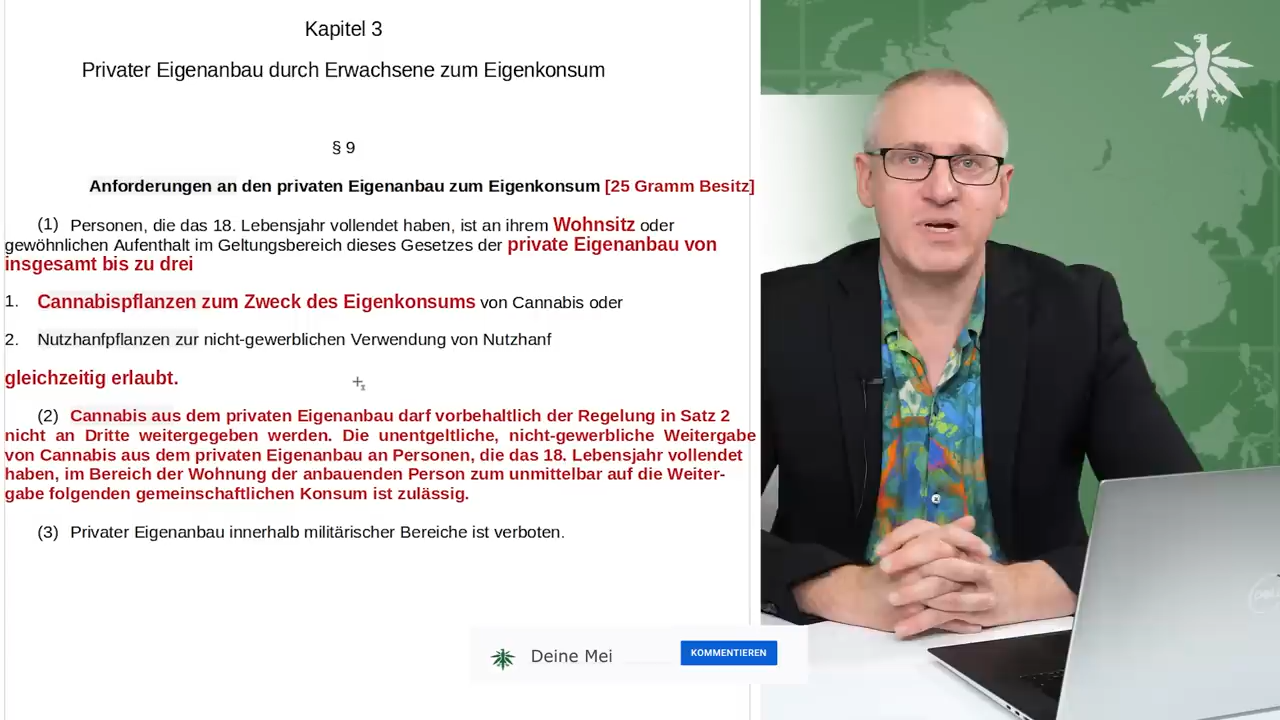 Kapitel 3
Privater Eigenanbau durch Erwachsene zum Eigenkonsum
§ 9
Anforderungen an den privaten Eigenanbau zum Eigenkonsum [25 Gramm Besitz]
(1) Personen, die das 18. Lebensjahr vollendet haben, ist an ihrem Wohnsitz oder
gewöhnlichen Aufenthalt im Geltungsbereich dieses Gesetzes der private Eigenanbau von
insgesamt bis zu drei
1. Cannabispflanzen zum Zweck des Eigenkonsums von Cannabis oder
2. Nutzhanfpflanzen zur nicht-gewerblichen Verwendung von Nutzhanf
gleichzeitig erlaubt.
(2) Cannabis aus dem privaten Eigenanbau darf vorbehaltlich der Regelung in Satz 2
nicht an Dritte weitergegeben werden. Die unentgeltliche, nicht-gewerbliche Weitergabe
von Cannabis aus dem privaten Eigenanbau an Personen, die das 18. Lebensjahr vollendet
haben, im Bereich der Wohnung der anbauenden Person zum unmittelbar auf die Weiter-
gabe folgenden gemeinschaftlichen Konsum ist zulässig.
(3) Privater Eigenanbau innerhalb militärischer Bereiche ist verboten.
Deine Mei
KOMMENTIEREN